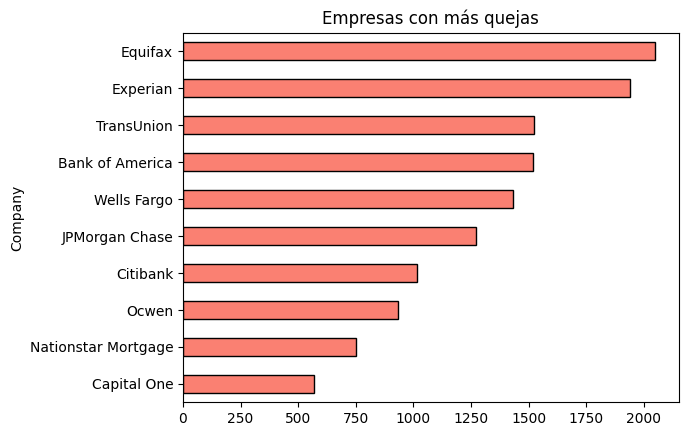 Empresas con más quejas
Equifax
Experian
TransUnion
Bank of America
Wells Fargo
JPMorgan Chase
Citibank
Ocwen
Nationstar Mortgage
Capital One
Company
0 250 500 750 1000 1250 1500 1750 2000